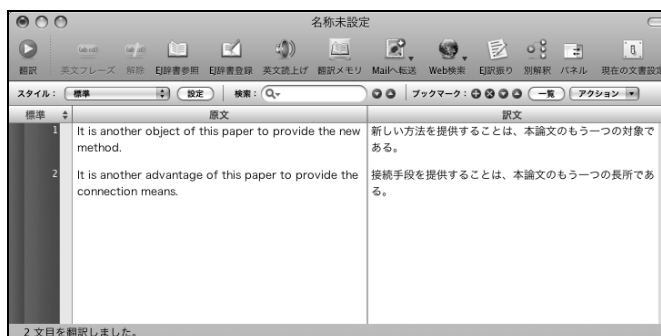 名称未設定
翻訳 英文フレーズ 解除 EJ辞書参照 EJ辞書登録 英文読上げ 翻訳メモリ Mailへ転送 Web検索 EJ訳振り 別解釈 パネル 現在の文書設定
スタイル： 標準 設定 検索： ブックマーク： 一覧 アクション
標準 原文 訳文
1 It is another object of this paper to provide the new 新しい方法を提供することは、本論文のもう一つの対象で
method. ある。
2 It is another advantage of this paper to provide the 接続手段を提供することは、本論文のもう一つの長所であ
connection means. る。
2 文目を翻訳しました。